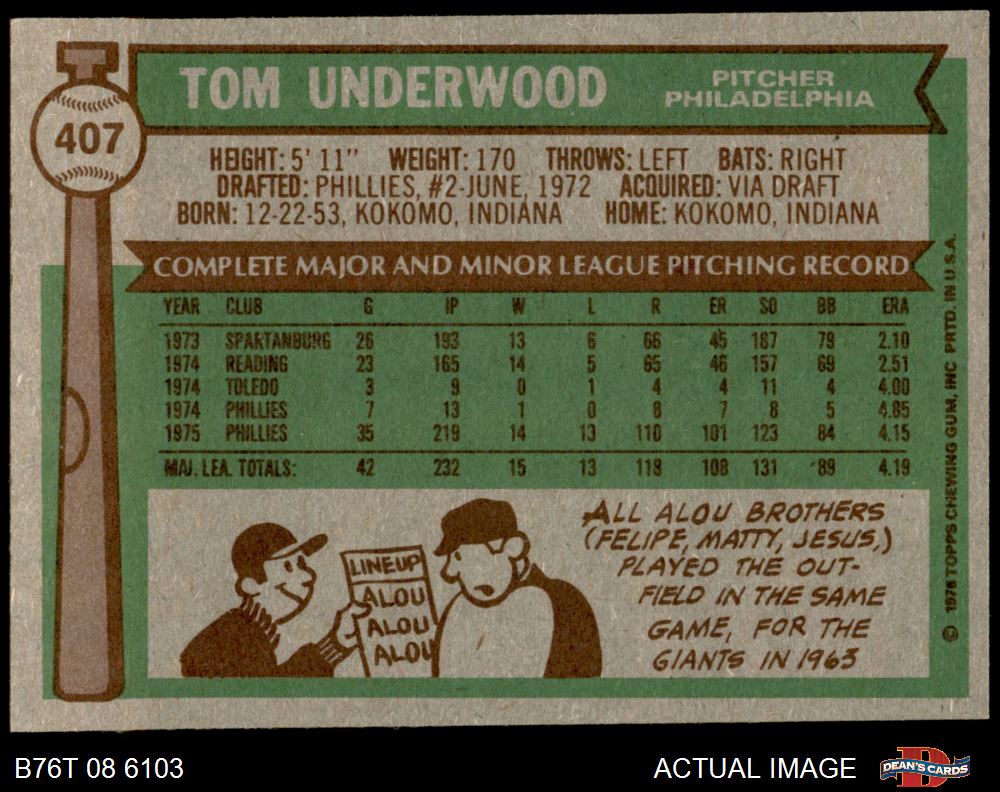 TOM UNDERWOOD
PITCHER
PHILADELPHIA
407
HEIGHT: 5' 11" WEIGHT: 170 THROWS: LEFT BATS: RIGHT
DRAFTED: PHILLIES, #2-JUNE, 1972 ACQUIRED: VIA DRAFT
BORN: 12-22-53, KOKOMO, INDIANA HOME: KOKOMO, INDIANA
COMPLETE MAJOR AND MINOR LEAGUE PITCHING RECORD
YEAR CLUB G IP W L R ER SO BB ERA
1973 SPARTANBURG 26 193 13 6 66 45 187 79 2.10
1974 READING 23 165 14 5 65 46 157 69 2.51
1974 TOLEDO 3 9 0 1 4 4 11 4 4.00
1974 PHILLIES 7 13 1 0 8 7 8 5 4.85
1975 PHILLIES 35 219 14 13 110 101 123 84 4.15
MAJ. LEA. TOTALS: 42 232 15 13 118 108 131 89 4.19
LINEUP
ALOU
ALOU
ALOU
ALL ALOU BROTHERS
(FELIPE, MATTY, JESUS,)
PLAYED THE OUT-
FIELD IN THE SAME
GAME, FOR THE
GIANTS IN 1963
© 1976 TOPPS CHEWING GUM, INC PRTD. IN U.S.A.
B76T 08 6103
ACTUAL IMAGE
D
DEAN'S CARDS